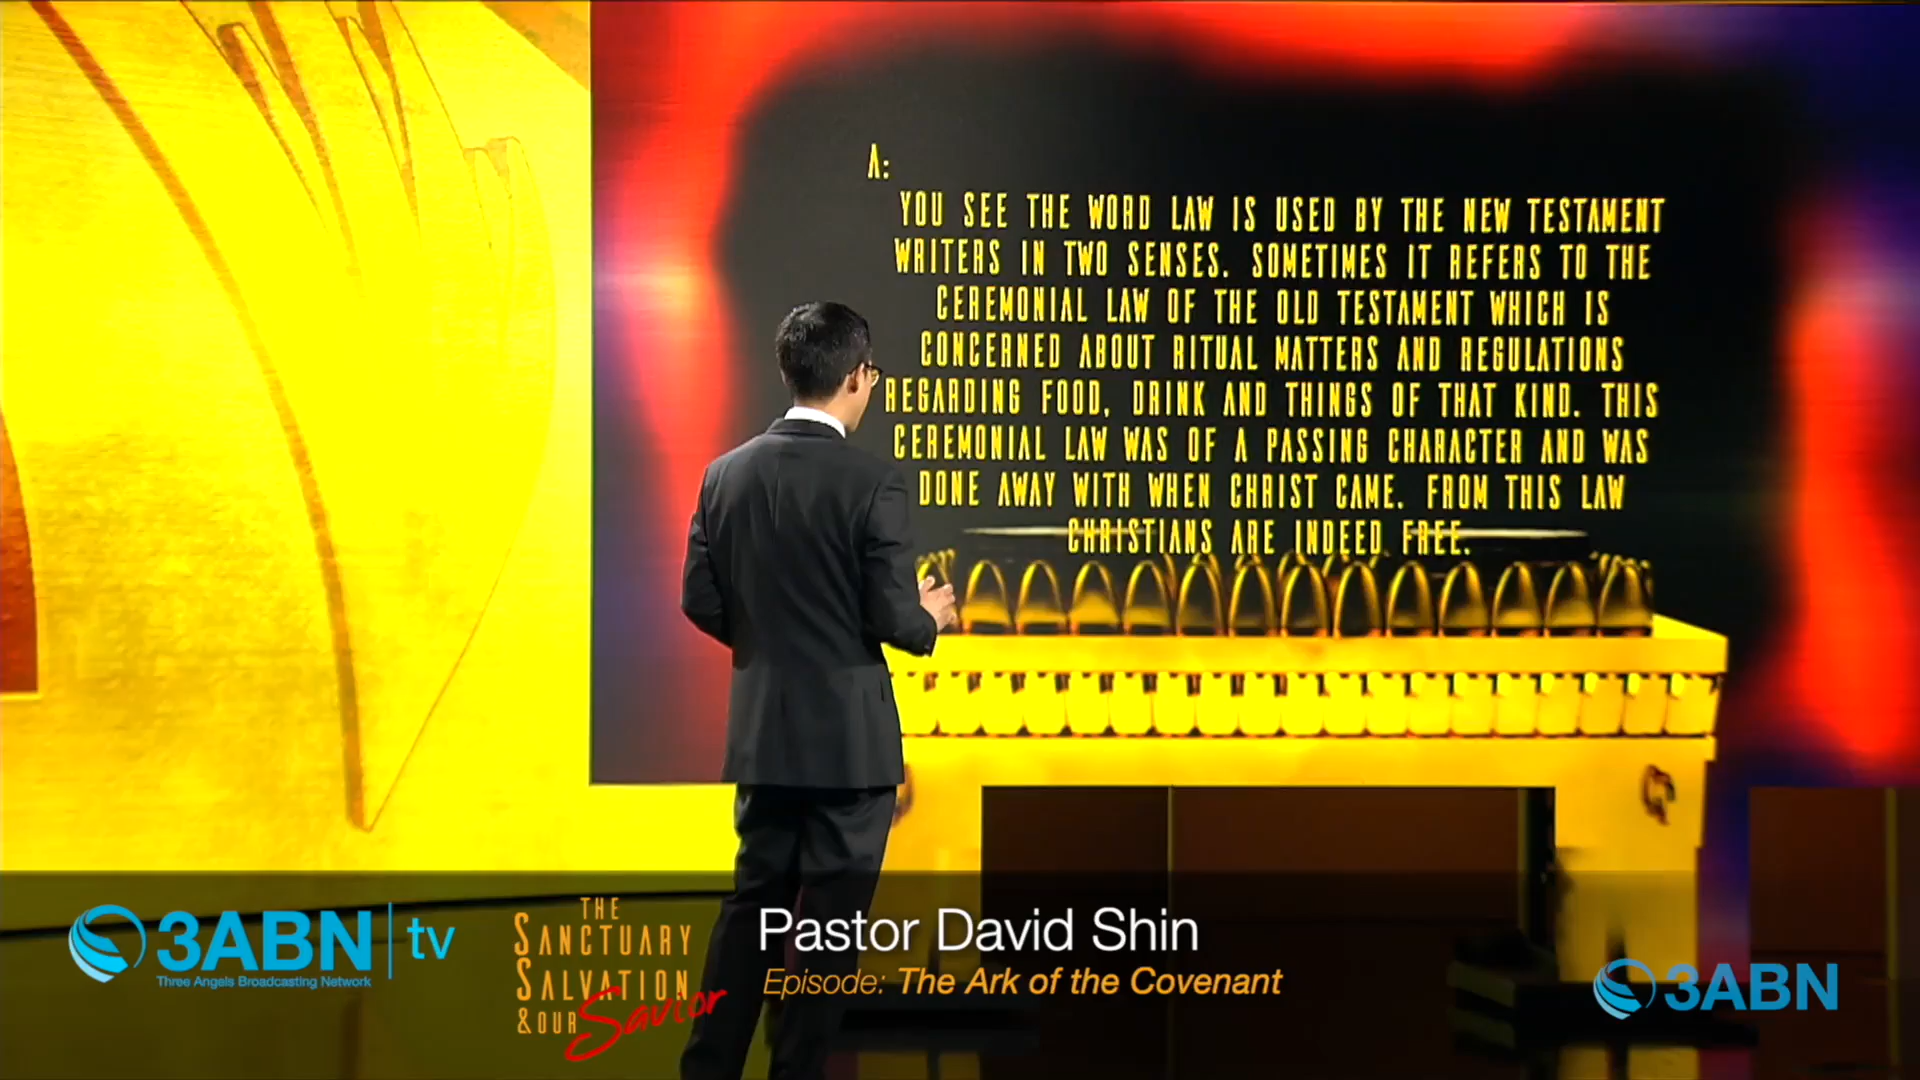 A:
YOU SEE THE WORD LAW IS USED BY THE NEW TESTAMENT
WRITERS IN TWO SENSES. SOMETIMES IT REFERS TO THE
CEREMONIAL LAW OF THE OLD TESTAMENT WHICH IS
CONCERNED ABOUT RITUAL MATTERS AND REGULATIONS
REGARDING FOOD, DRINK AND THINGS OF THAT KIND. THIS
CEREMONIAL LAW WAS OF A PASSING CHARACTER AND WAS
DONE AWAY WITH WHEN CHRIST CAME. FROM THIS LAW
CHRISTIANS ARE INDEED FREE.
3ABN tv
Three Angels Broadcasting Network
THE
SANCTUARY
SALVATION
& OUR Savior
Pastor David Shin
Episode: The Ark of the Covenant
3ABN